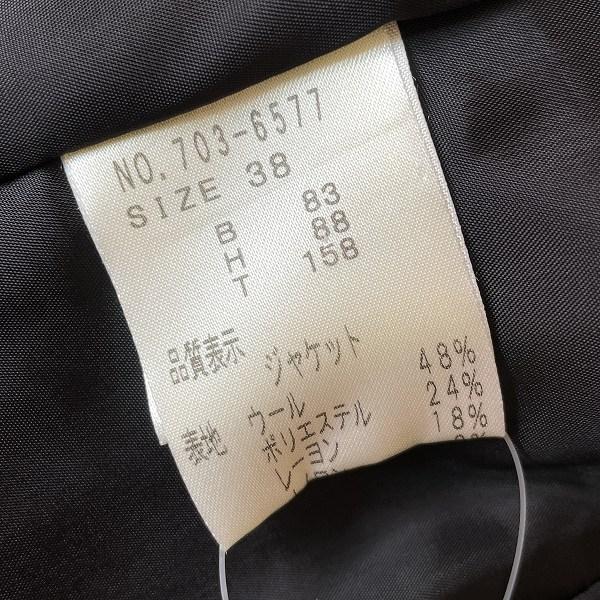 NO.703-6577
SIZE 38
B 83
H 88
T 158
品質表示 ジャケット
表地 ウール 48%
ポリエステル 24%
レーヨン 18%